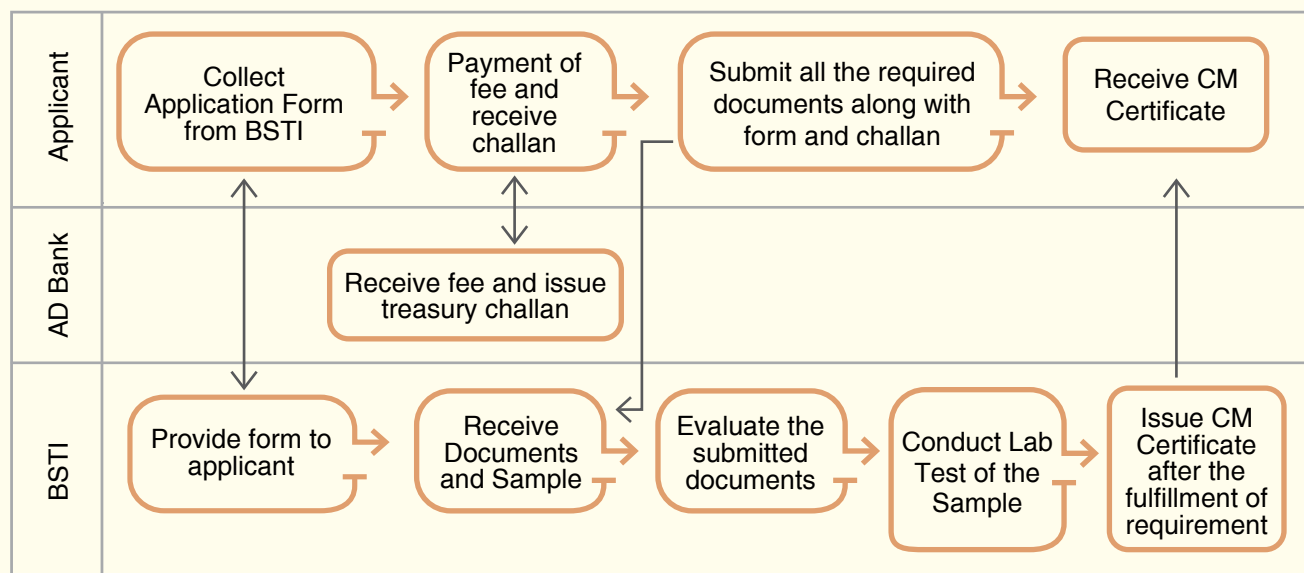 Applicant
Collect
Application Form
from BSTI
Payment of
fee and
receive
challan
Submit all the required
documents along with
form and challan
Receive CM
Certificate
AD Bank
Receive fee and issue
treasury challan
BSTI
Provide form to
applicant
Receive
Documents
and Sample
Evaluate the
submitted
documents
Conduct Lab
Test of the
Sample
Issue CM
Certificate
after the
fulfillment of
requirement